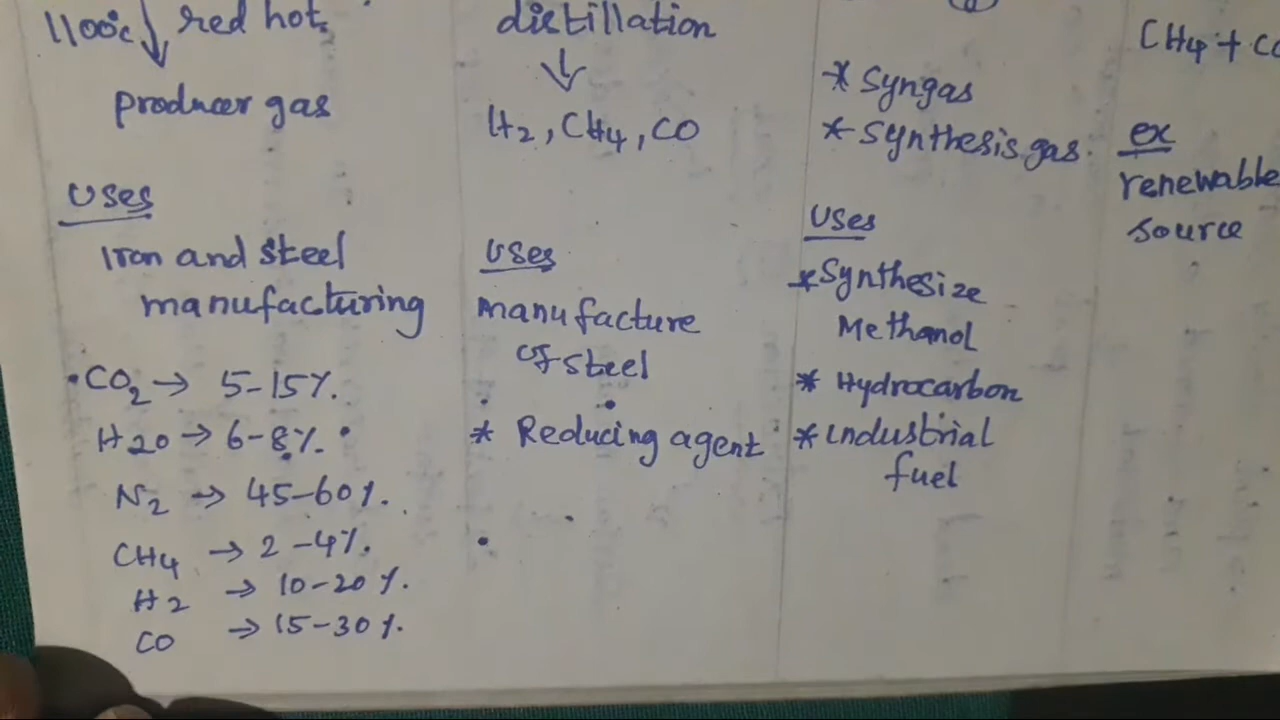 1100°c ↓ red hot
producer gas
Uses
Iron and steel
manufacturing
CO2 → 5-15%.
H2O → 6-8%.
N2 → 45-60%.
CH4 → 2-4%.
H2 → 10-20%.
CO → 15-30%.
distillation
↓
H2, CH4, CO
Uses
manufacture
of steel
* Reducing agent
* Syngas
* Synthesis gas.
Uses
* Synthesize
Methanol
* Hydrocarbon
* Industrial
fuel
CH4 + CO
ex
renewable
source